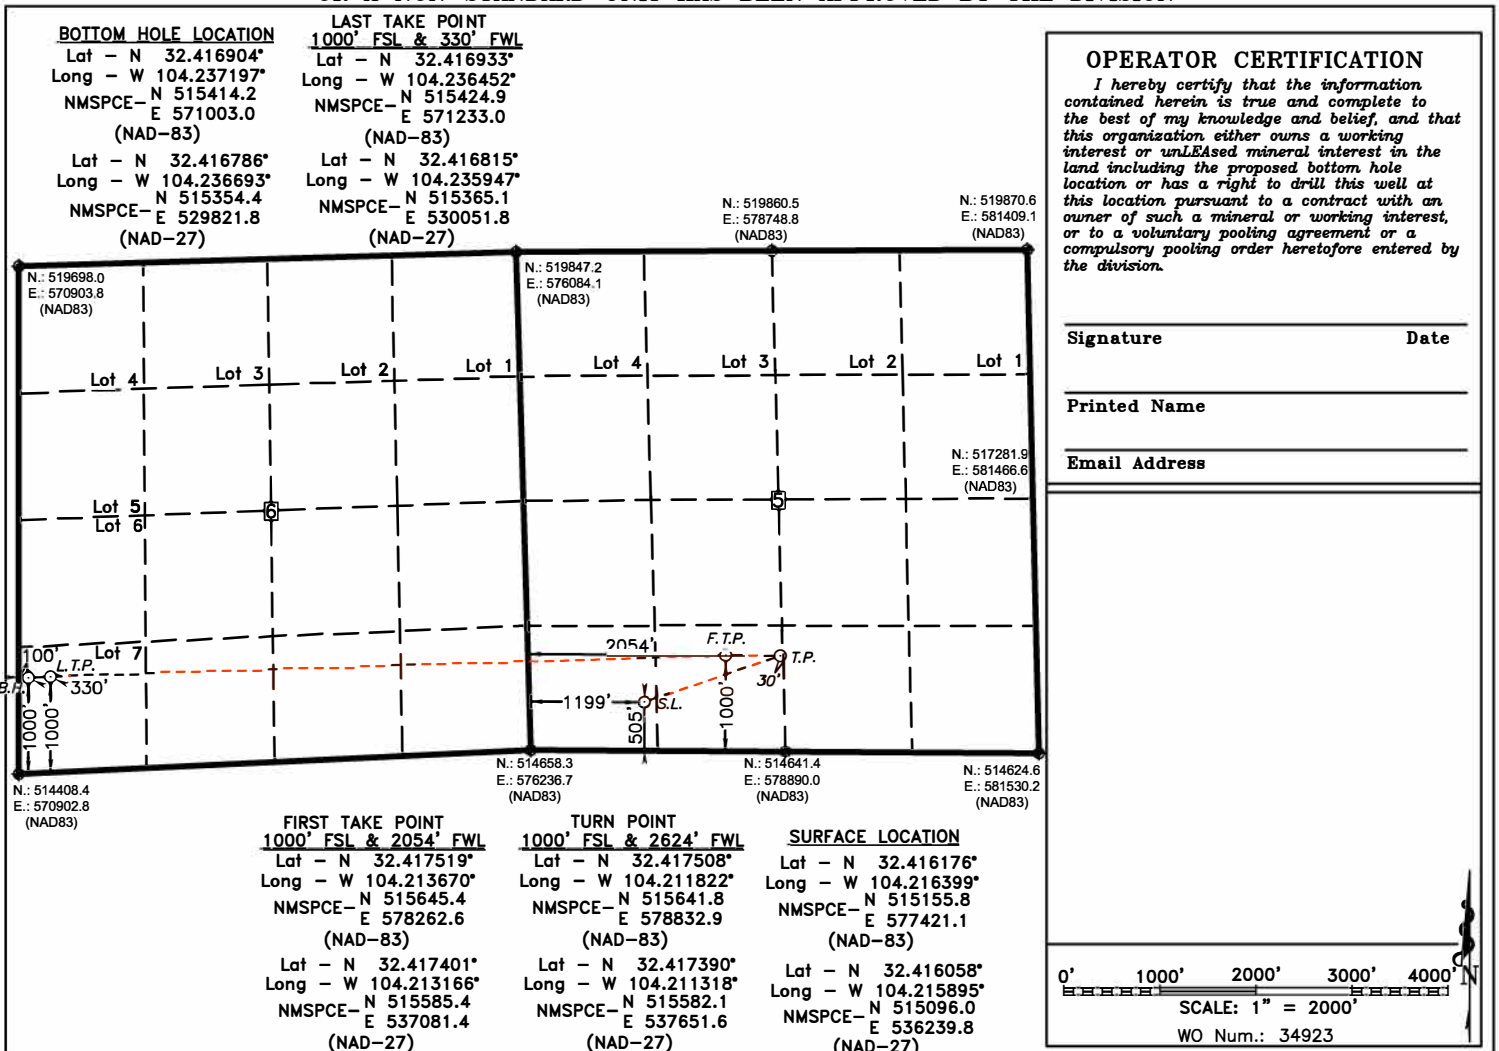 OR A NON-STANDARD UNIT HAS BEEN APPROVED BY THE DIVISION
BOTTOM HOLE LOCATION
Lat – N 32.416904°
Long – W 104.237197°
NMSPCE– N 515414.2
E 571003.0
(NAD–83)
Lat – N 32.416786°
Long – W 104.236693°
NMSPCE– N 515354.4
E 529821.8
(NAD–27)
LAST TAKE POINT
1000' FSL & 330' FWL
Lat – N 32.416933°
Long – W 104.236452°
NMSPCE– N 515424.9
E 571233.0
(NAD–83)
Lat – N 32.416815°
Long – W 104.235947°
NMSPCE– N 515365.1
E 530051.8
(NAD–27)
N.: 519860.5
E.: 578748.8
(NAD83)
N.: 519870.6
E.: 581409.1
(NAD83)
N.: 519698.0
E.: 570903.8
(NAD83)
N.: 519847.2
E.: 576084.1
(NAD83)
Lot 4
Lot 3
Lot 2
Lot 1
Lot 4
Lot 3
Lot 2
Lot 1
N.: 517281.9
E.: 581466.6
(NAD83)
Lot 5
Lot 6
6
5
Lot 7
100'
L.T.P.
B.H.
330'
1000'
1000'
2054'
F.T.P.
T.P.
30'
1199'
S.L.
505'
1000'
N.: 514408.4
E.: 570902.8
(NAD83)
N.: 514658.3
E.: 576236.7
(NAD83)
N.: 514641.4
E.: 578890.0
(NAD83)
N.: 514624.6
E.: 581530.2
(NAD83)
FIRST TAKE POINT
1000' FSL & 2054' FWL
Lat – N 32.417519°
Long – W 104.213670°
NMSPCE– N 515645.4
E 578262.6
(NAD–83)
Lat – N 32.417401°
Long – W 104.213166°
NMSPCE– N 515585.4
E 537081.4
(NAD–27)
TURN POINT
1000' FSL & 2624' FWL
Lat – N 32.417508°
Long – W 104.211822°
NMSPCE– N 515641.8
E 578832.9
(NAD–83)
Lat – N 32.417390°
Long – W 104.211318°
NMSPCE– N 515582.1
E 537651.6
(NAD–27)
SURFACE LOCATION
Lat – N 32.416176°
Long – W 104.216399°
NMSPCE– N 515155.8
E 577421.1
(NAD–83)
Lat – N 32.416058°
Long – W 104.215895°
NMSPCE– N 515096.0
E 536239.8
(NAD–27)
OPERATOR CERTIFICATION
I hereby certify that the information
contained herein is true and complete to
the best of my knowledge and belief, and that
this organization either owns a working
interest or unLEAsed mineral interest in the
land including the proposed bottom hole
location or has a right to drill this well at
this location pursuant to a contract with an
owner of such a mineral or working interest,
or to a voluntary pooling agreement or a
compulsory pooling order heretofore entered by
the division.
Signature Date
Printed Name
Email Address
0' 1000' 2000' 3000' 4000'
N
SCALE: 1" = 2000'
WO Num.: 34923